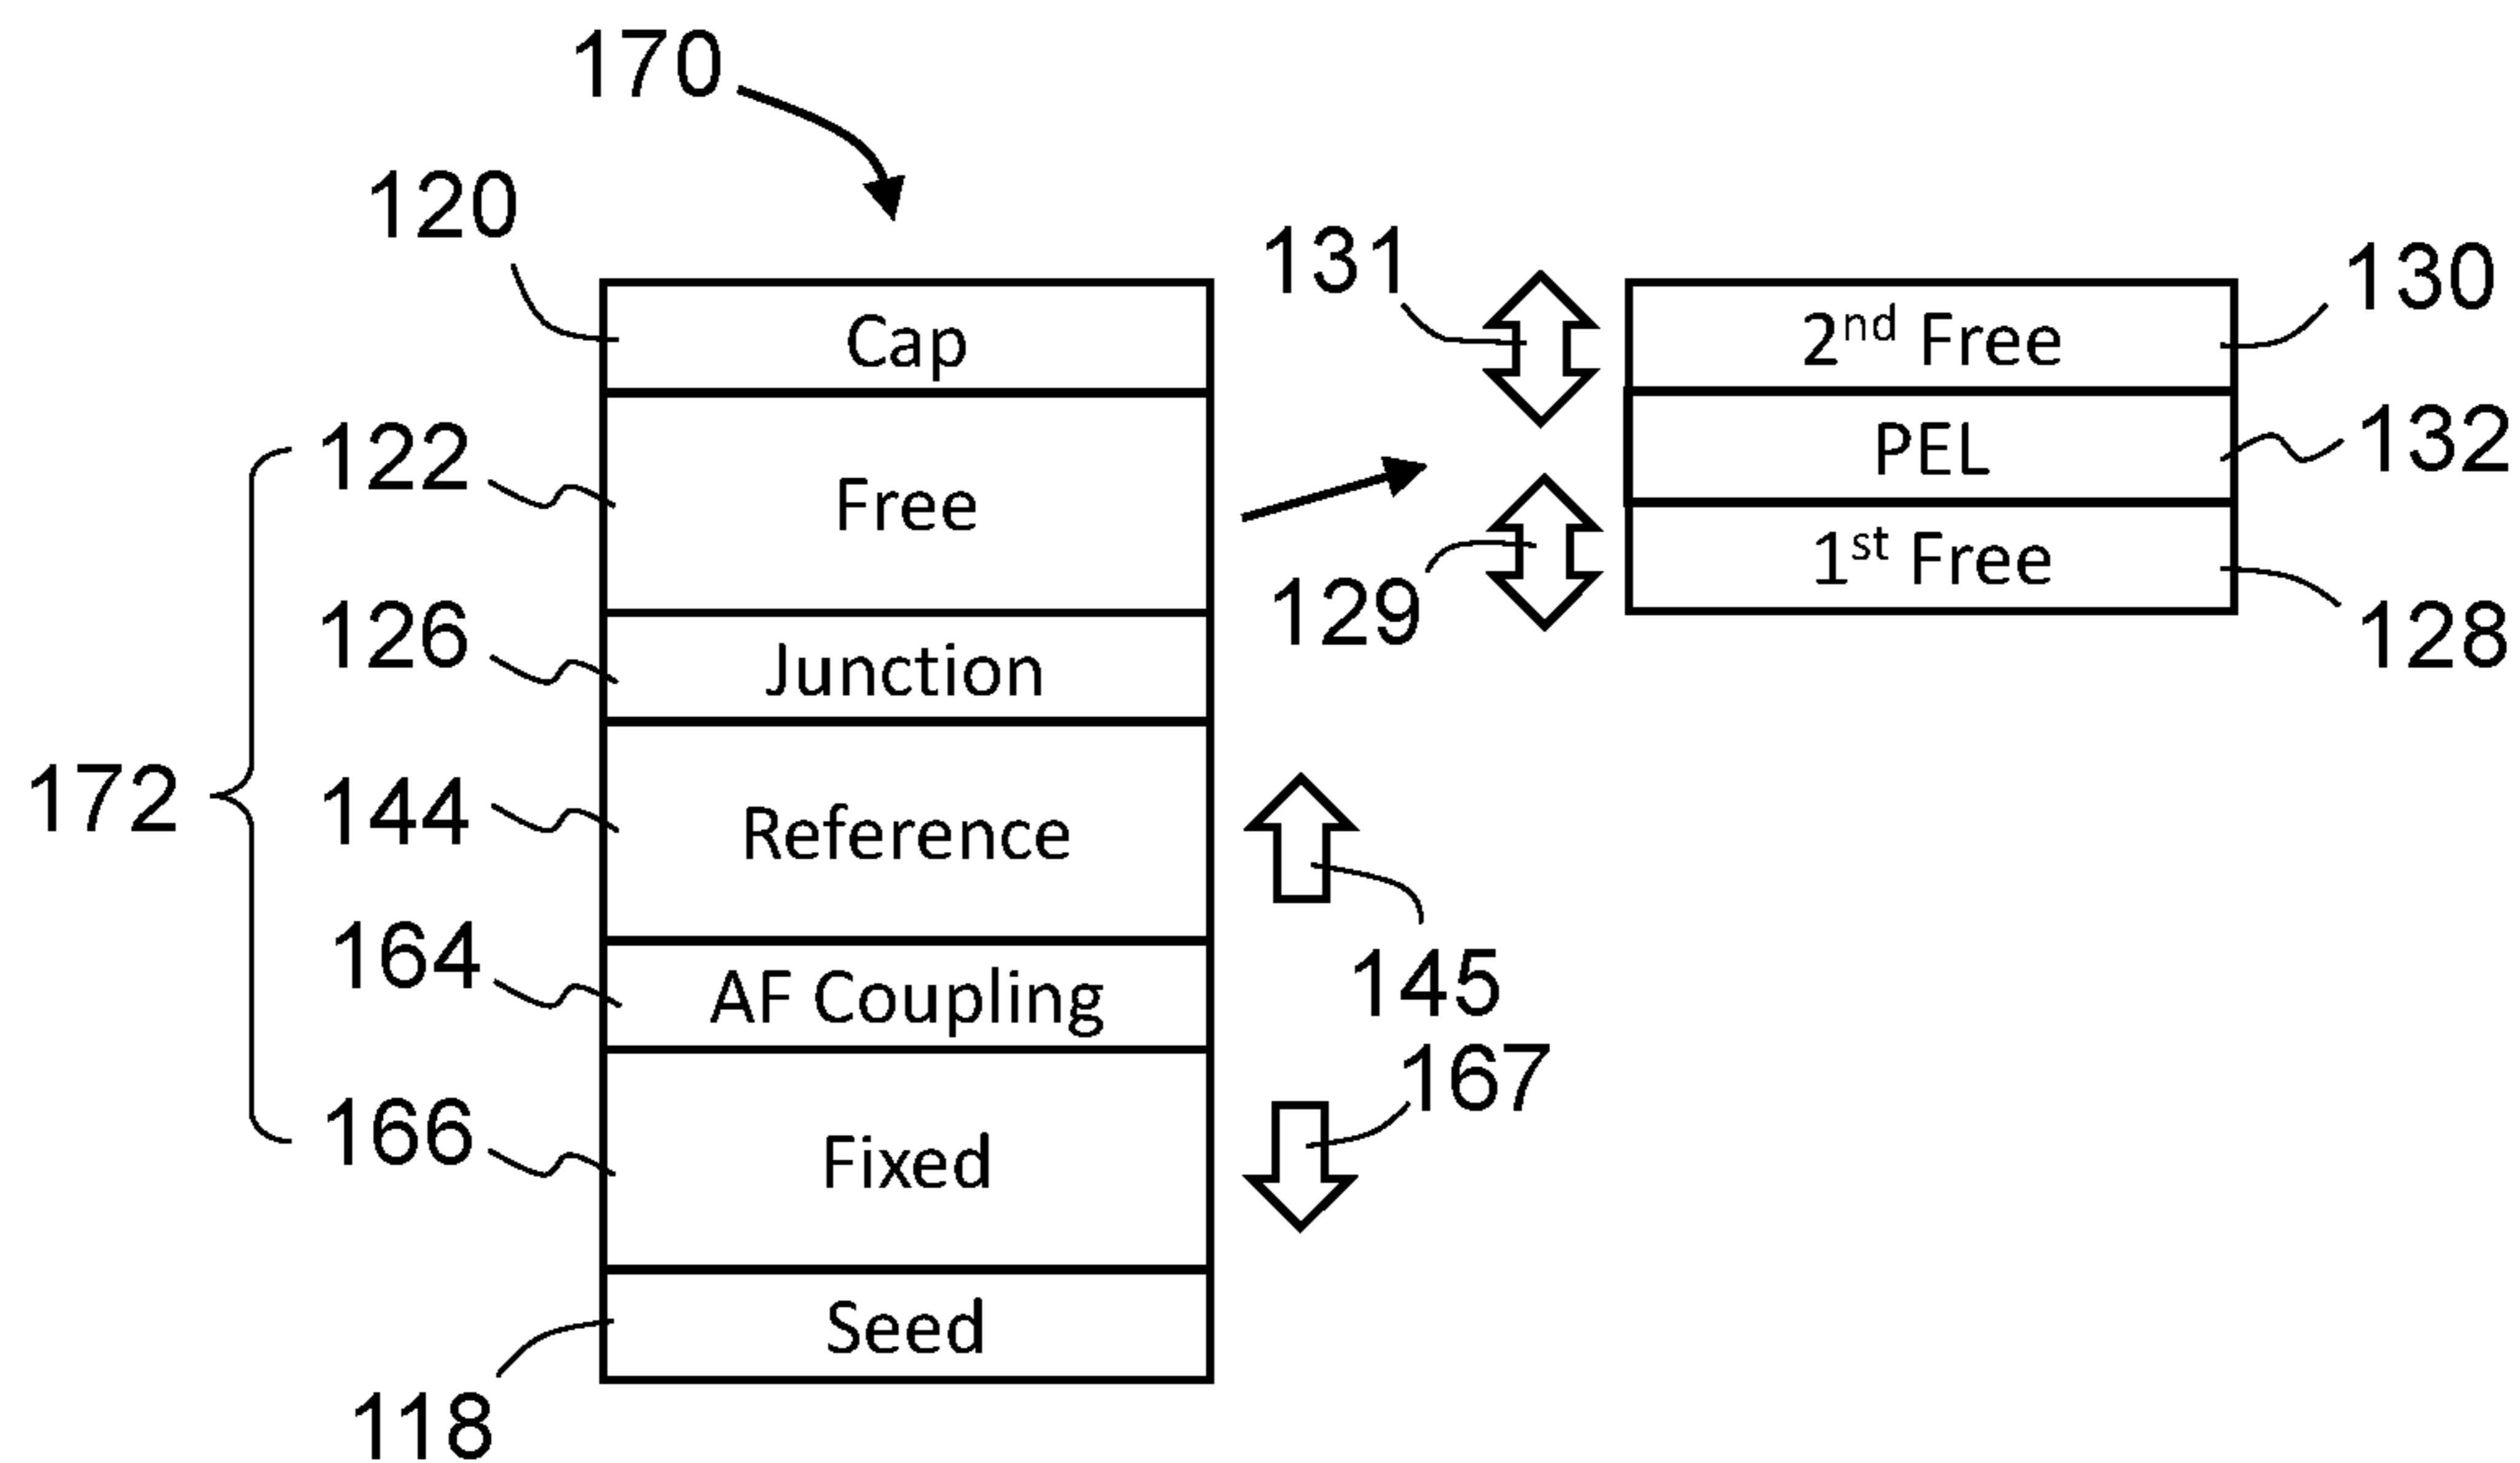 170
120
Cap
131
2nd Free
130
122
Free
PEL
132
126
Junction
129
1st Free
128
172
144
Reference
145
164
AF Coupling
167
166
Fixed
Seed
118